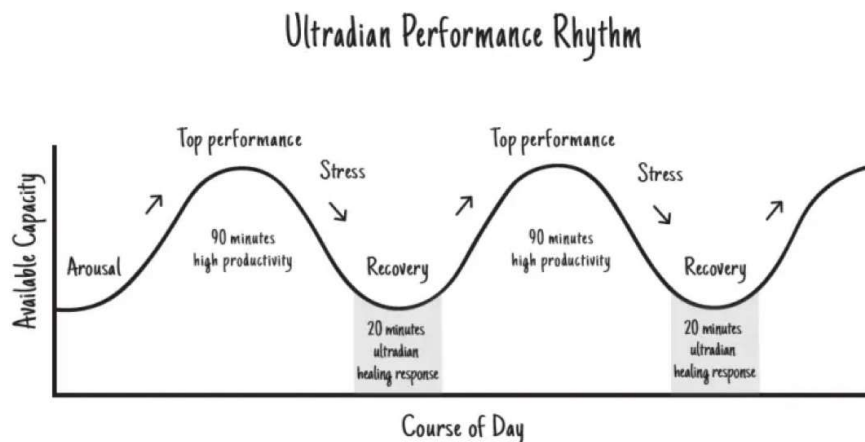 Ultradian Performance Rhythm
Available Capacity
Arousal
Top performance
90 minutes
high productivity
Stress
Recovery
20 minutes
ultradian
healing response
Top performance
90 minutes
high productivity
Stress
Recovery
20 minutes
ultradian
healing response
Course of Day